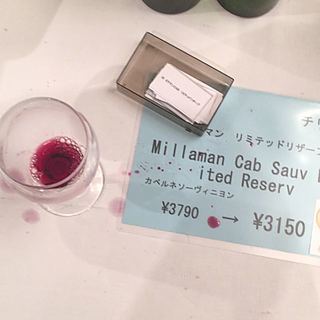 チ
マン リミテッドリザー
Millaman Cab Sauv
ited Reserv
カベルネソーヴィニヨン
¥3790 → ¥3150